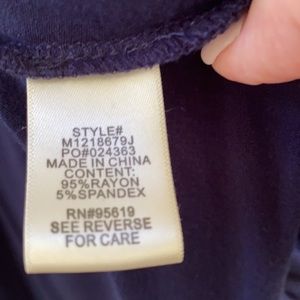 STYLE#
M1218679J
PO#024363
MADE IN CHINA
CONTENT:
95%RAYON
5%SPANDEX
RN#95619
SEE REVERSE
FOR CARE